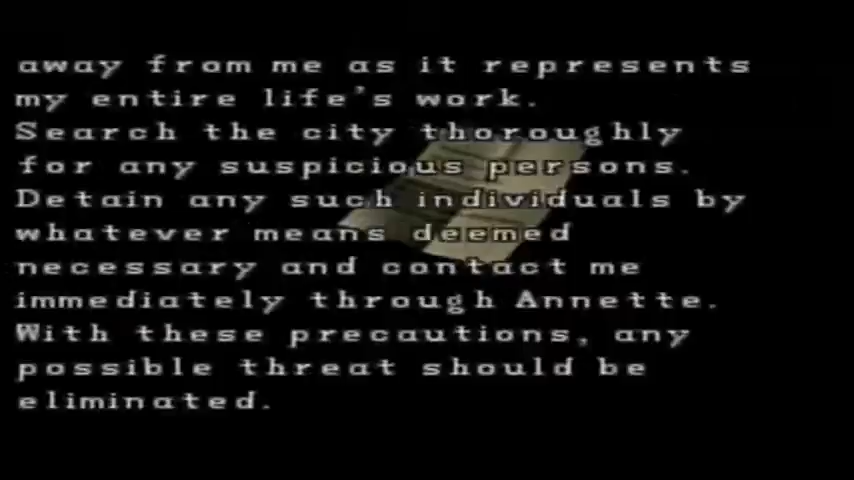 away from me as it represents
my entire life's work.
Search the city thoroughly
for any suspicious persons.
Detain any such individuals by
whatever means deemed
necessary and contact me
immediately through Annette.
With these precautions, any
possible threat should be
eliminated.